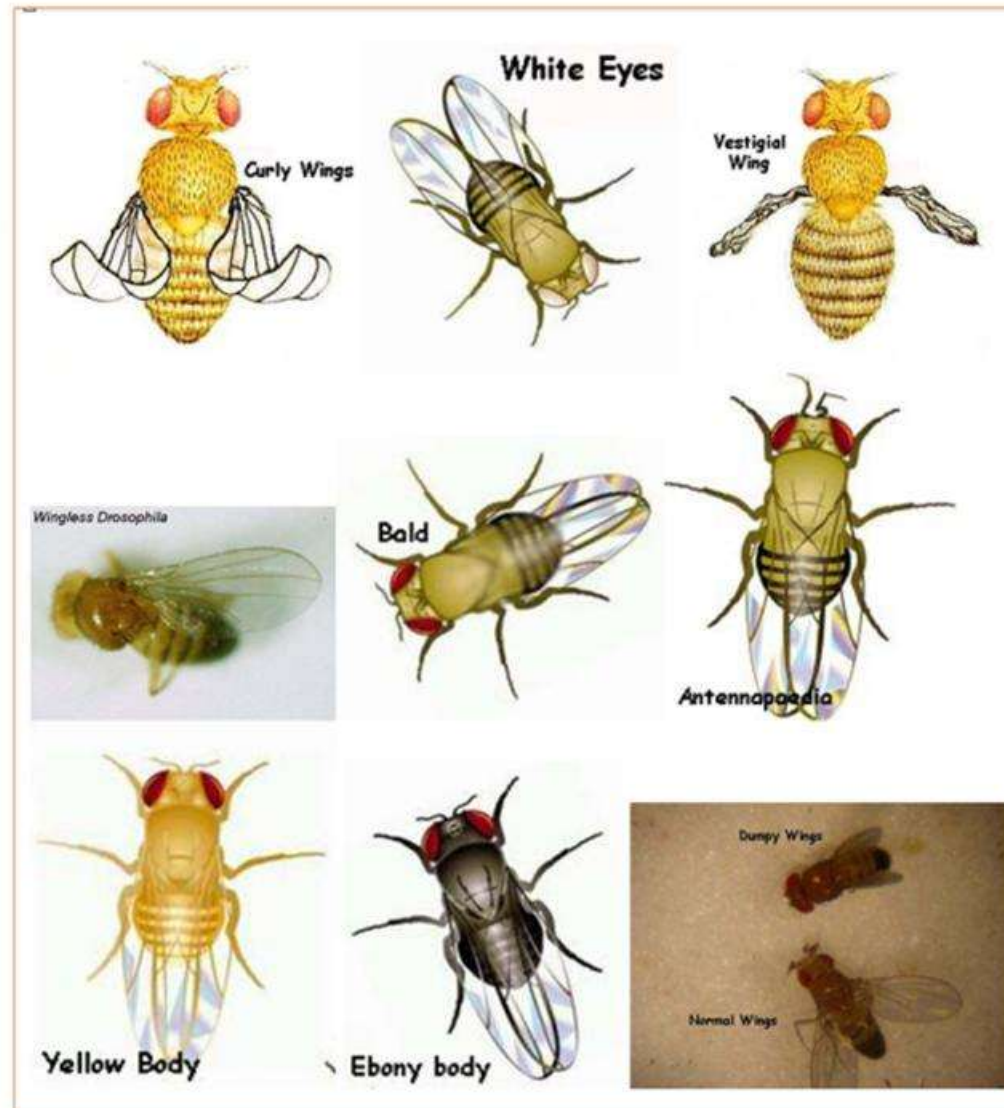 White Eyes
Curly Wings
Vestigial
Wing
Wingless Drosophila
Bald
Antennapaedia
Yellow Body
Ebony body
Dumpy Wings
Normal Wings